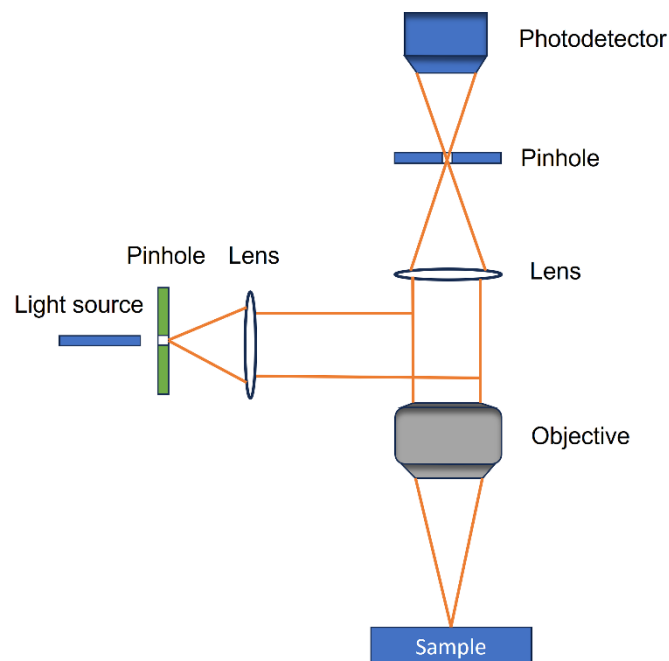 Photodetector
Pinhole
Pinhole Lens
Lens
Light source
Objective
Sample